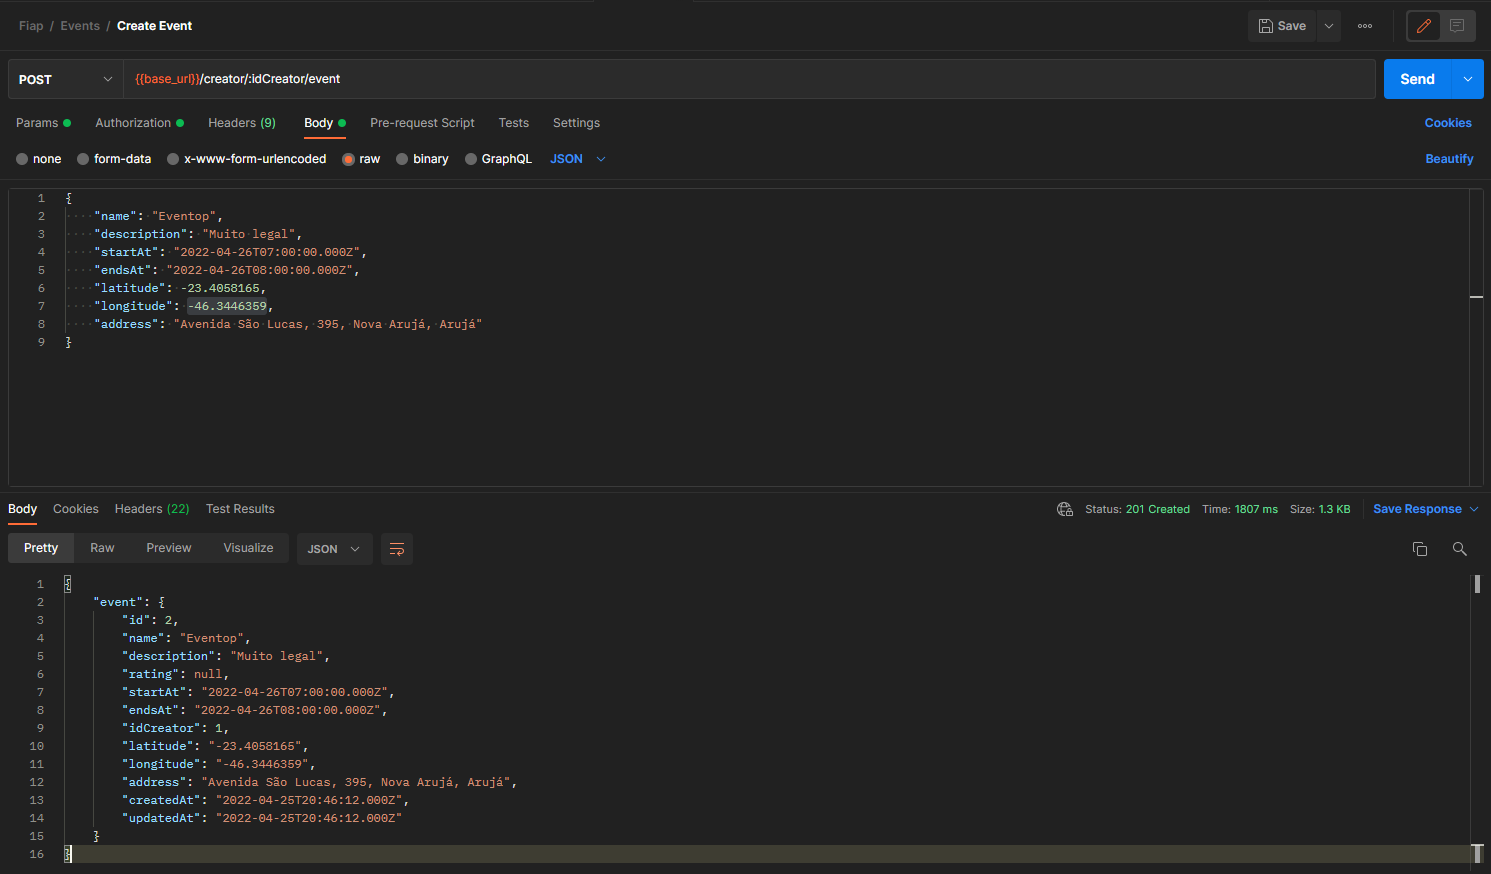 Fiap / Events / Create Event
Save
POST
{{base_url}}/creator/:idCreator/event
Send
Params Authorization Headers (9) Body Pre-request Script Tests Settings
Cookies
none form-data x-www-form-urlencoded raw binary GraphQL JSON
Beautify
1 {
2 "name": "Eventop",
3 "description": "Muito legal",
4 "startAt": "2022-04-26T07:00:00.000Z",
5 "endsAt": "2022-04-26T08:00:00.000Z",
6 "latitude": -23.4058165,
7 "longitude": -46.3446359,
8 "address": "Avenida São Lucas, 395, Nova Arujá, Arujá"
9 }
Body Cookies Headers (22) Test Results
Status: 201 Created Time: 1807 ms Size: 1.3 KB
Save Response
Pretty Raw Preview Visualize JSON
1 {
2 "event": {
3 "id": 2,
4 "name": "Eventop",
5 "description": "Muito legal",
6 "rating": null,
7 "startAt": "2022-04-26T07:00:00.000Z",
8 "endsAt": "2022-04-26T08:00:00.000Z",
9 "idCreator": 1,
10 "latitude": "-23.4058165",
11 "longitude": "-46.3446359",
12 "address": "Avenida São Lucas, 395, Nova Arujá, Arujá",
13 "createdAt": "2022-04-25T20:46:12.000Z",
14 "updatedAt": "2022-04-25T20:46:12.000Z"
15 }
16 }